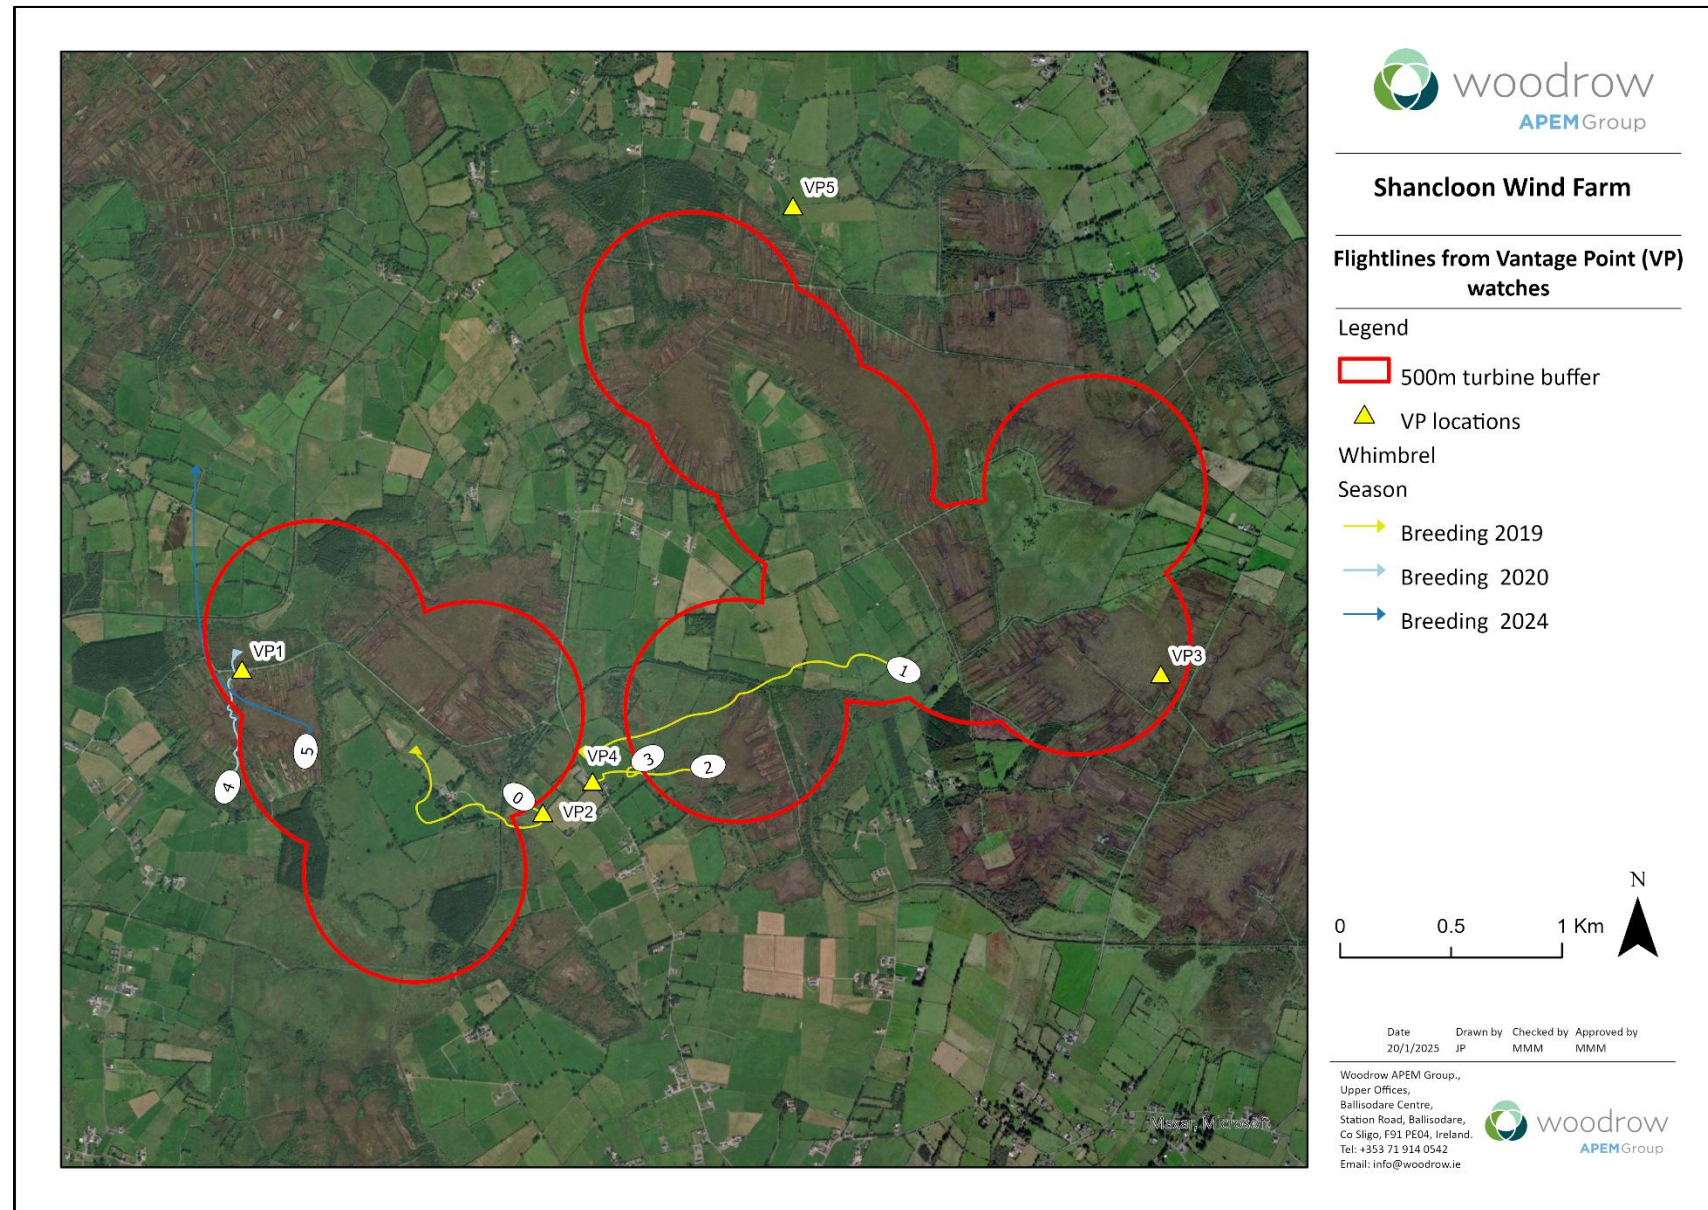 woodrow
APEM Group
Shancloon Wind Farm
Flightlines from Vantage Point (VP)
watches
Legend
500m turbine buffer
VP locations
Whimbrel
Season
Breeding 2019
Breeding 2020
Breeding 2024
VP5
VP1
VP3
VP4
VP2
0
1
2
3
4
5
N
0 0.5 1 Km
Maxar, Microsoft
Date Drawn by Checked by Approved by
20/1/2025 JP MMM MMM
Woodrow APEM Group.,
Upper Offices,
Ballisodare Centre,
Station Road, Ballisodare,
Co Sligo, F91 PE04, Ireland.
Tel: +353 71 914 0542
Email: info@woodrow.ie
woodrow
APEM Group